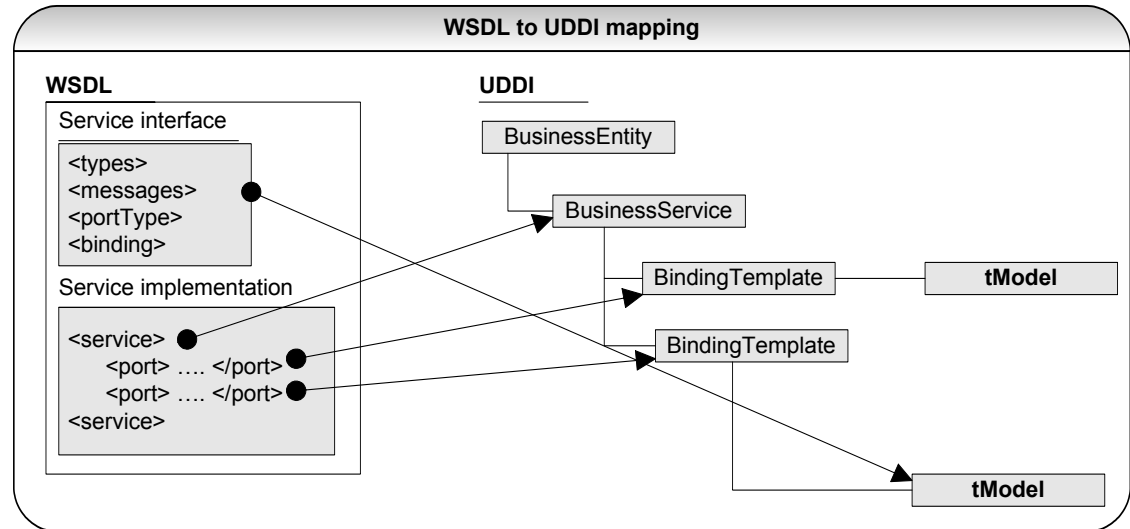 WSDL to UDDI mapping
WSDL
Service interface
<types>
<messages>
<portType>
<binding>
Service implementation
<service>
<port> .... </port>
<port> .... </port>
<service>
UDDI
BusinessEntity
BusinessService
BindingTemplate
tModel
BindingTemplate
tModel